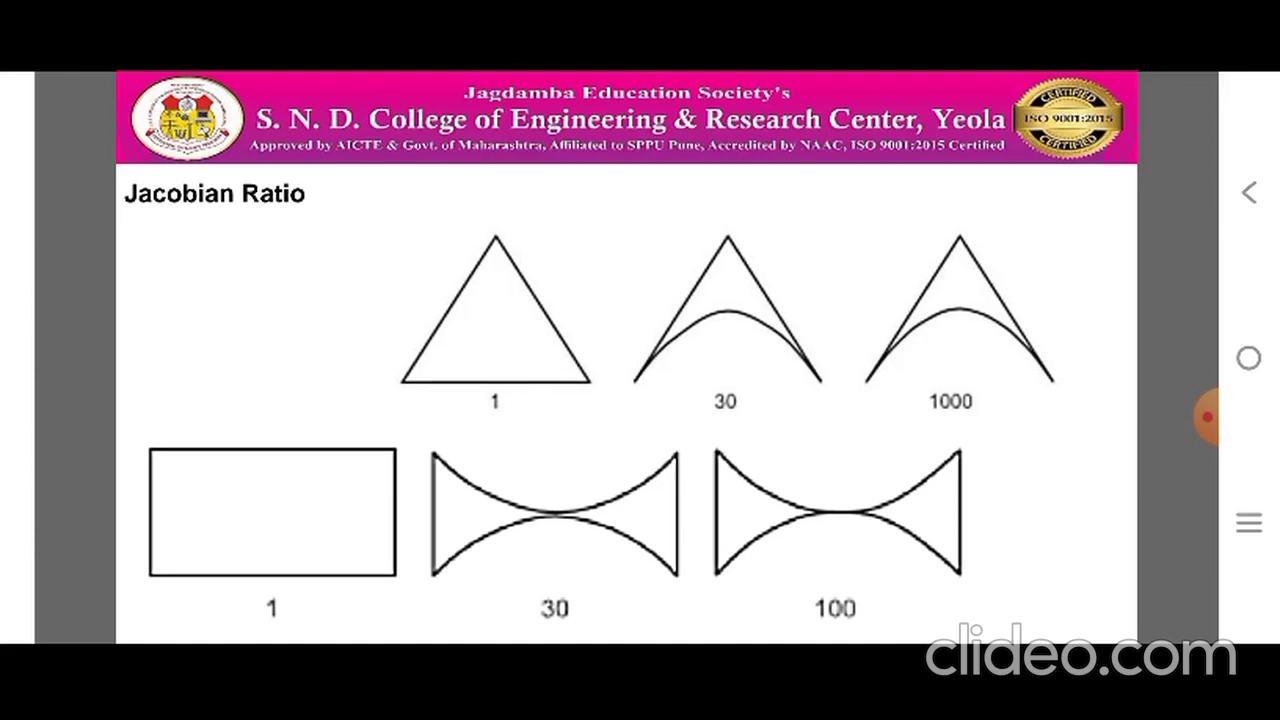 Jagdamba Education Society's
S. N. D. College of Engineering & Research Center, Yeola
Approved by AICTE & Govt. of Maharashtra, Affiliated to SPPU Pune, Accredited by NAAC, ISO 9001:2015 Certified
CERTIFIED
ISO 9001:2015
CERTIFIED
Jacobian Ratio
1
30
1000
1
30
100
clideo.com